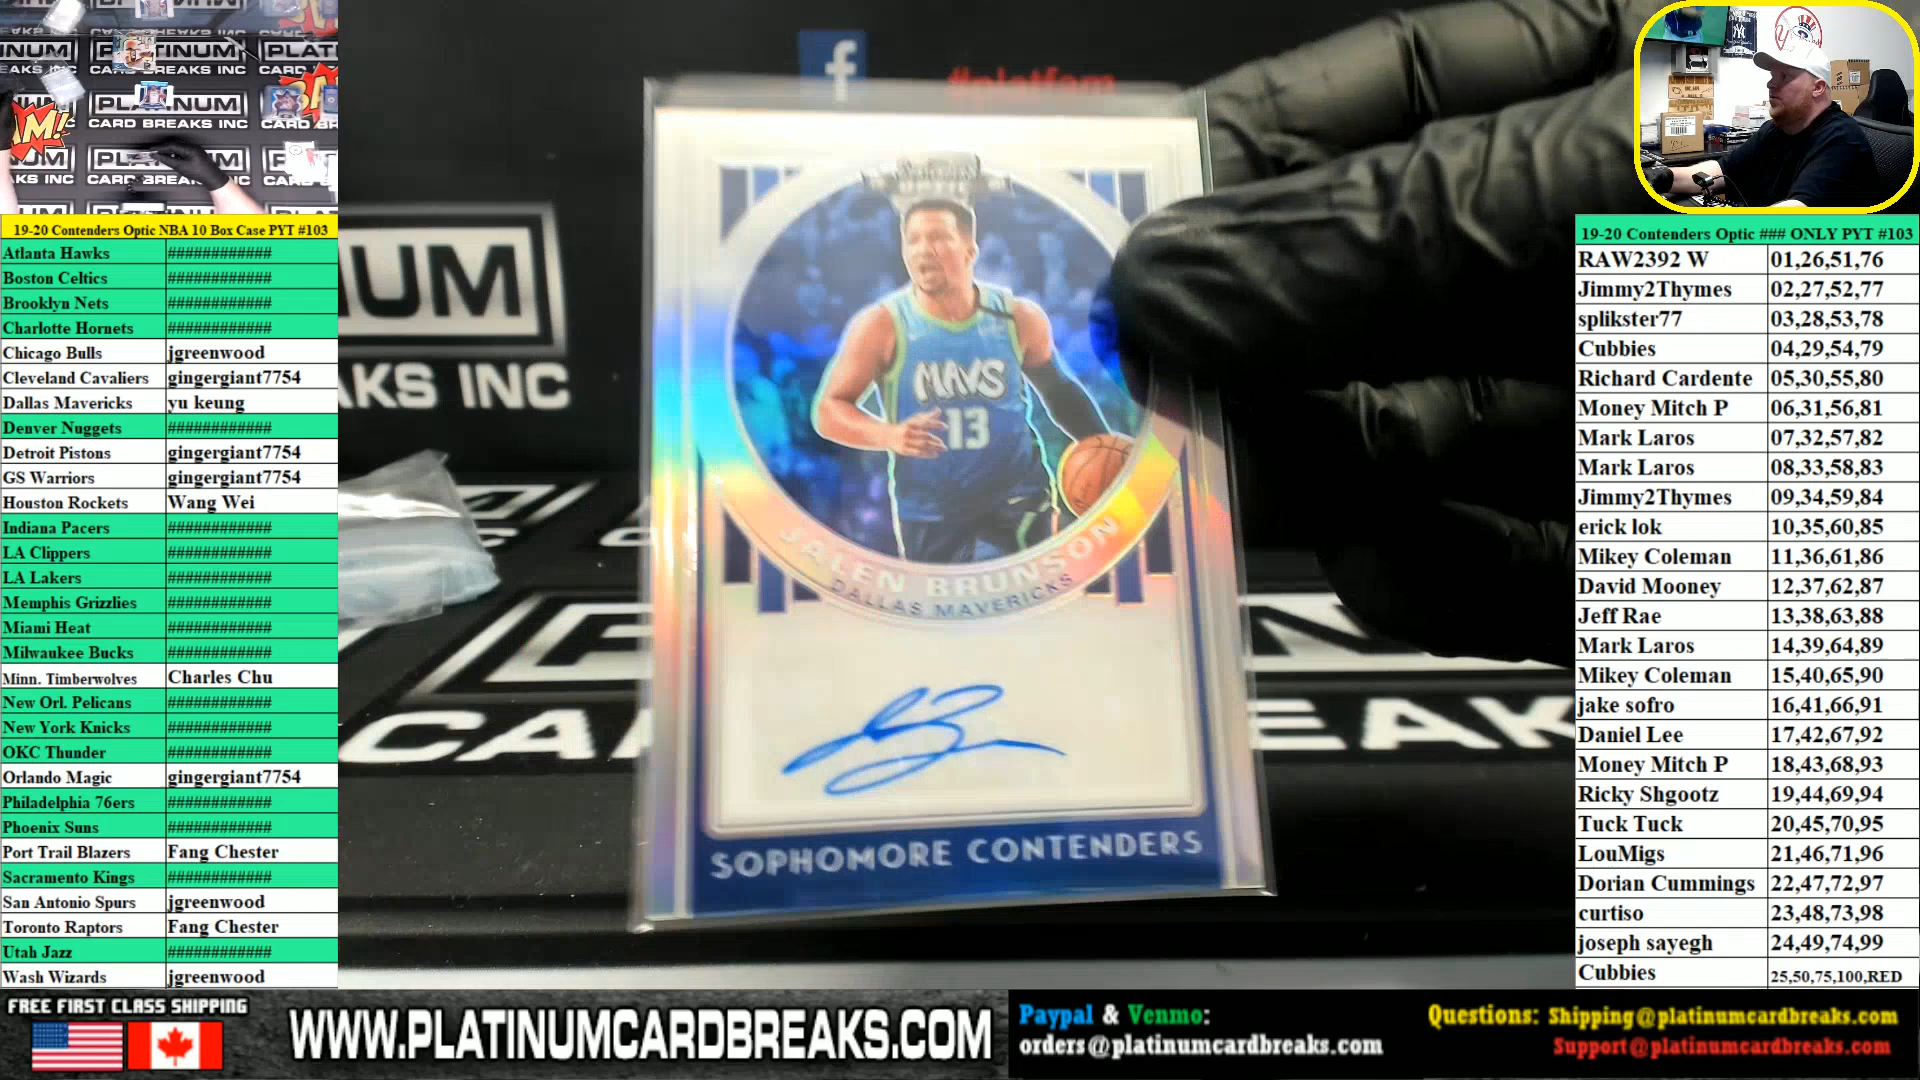 PLATINUM
CARD BREAKS INC
19-20 Contenders Optic NBA 10 Box Case PYT #103
Atlanta Hawks ############
Boston Celtics ############
Brooklyn Nets ############
Charlotte Hornets ############
Chicago Bulls jgreenwood
Cleveland Cavaliers gingergiant7754
Dallas Mavericks yu keung
Denver Nuggets ############
Detroit Pistons gingergiant7754
GS Warriors gingergiant7754
Houston Rockets Wang Wei
Indiana Pacers ############
LA Clippers ############
LA Lakers ############
Memphis Grizzlies ############
Miami Heat ############
Milwaukee Bucks ############
Minn. Timberwolves Charles Chu
New Orl. Pelicans ############
New York Knicks ############
OKC Thunder ############
Orlando Magic gingergiant7754
Philadelphia 76ers ############
Phoenix Suns ############
Port Trail Blazers Fang Chester
Sacramento Kings ############
San Antonio Spurs jgreenwood
Toronto Raptors Fang Chester
Utah Jazz ############
Wash Wizards jgreenwood
#platfam
OPTIC
MAVS
13
JALEN BRUNSON
DALLAS MAVERICKS
SOPHOMORE CONTENDERS
19-20 Contenders Optic ### ONLY PYT #103
RAW2392 W 01,26,51,76
Jimmy2Thymes 02,27,52,77
splikster77 03,28,53,78
Cubbies 04,29,54,79
Richard Cardente 05,30,55,80
Money Mitch P 06,31,56,81
Mark Laros 07,32,57,82
Mark Laros 08,33,58,83
Jimmy2Thymes 09,34,59,84
erick lok 10,35,60,85
Mikey Coleman 11,36,61,86
David Mooney 12,37,62,87
Jeff Rae 13,38,63,88
Mark Laros 14,39,64,89
Mikey Coleman 15,40,65,90
jake sofro 16,41,66,91
Daniel Lee 17,42,67,92
Money Mitch P 18,43,68,93
Ricky Shgootz 19,44,69,94
Tuck Tuck 20,45,70,95
LouMigs 21,46,71,96
Dorian Cummings 22,47,72,97
curtiso 23,48,73,98
joseph sayegh 24,49,74,99
Cubbies 25,50,75,100,RED
FREE FIRST CLASS SHIPPING
WWW.PLATINUMCARDBREAKS.COM
Paypal & Venmo:
orders@platinumcardbreaks.com
Questions: Shipping@platinumcardbreaks.com
Support@platinumcardbreaks.com